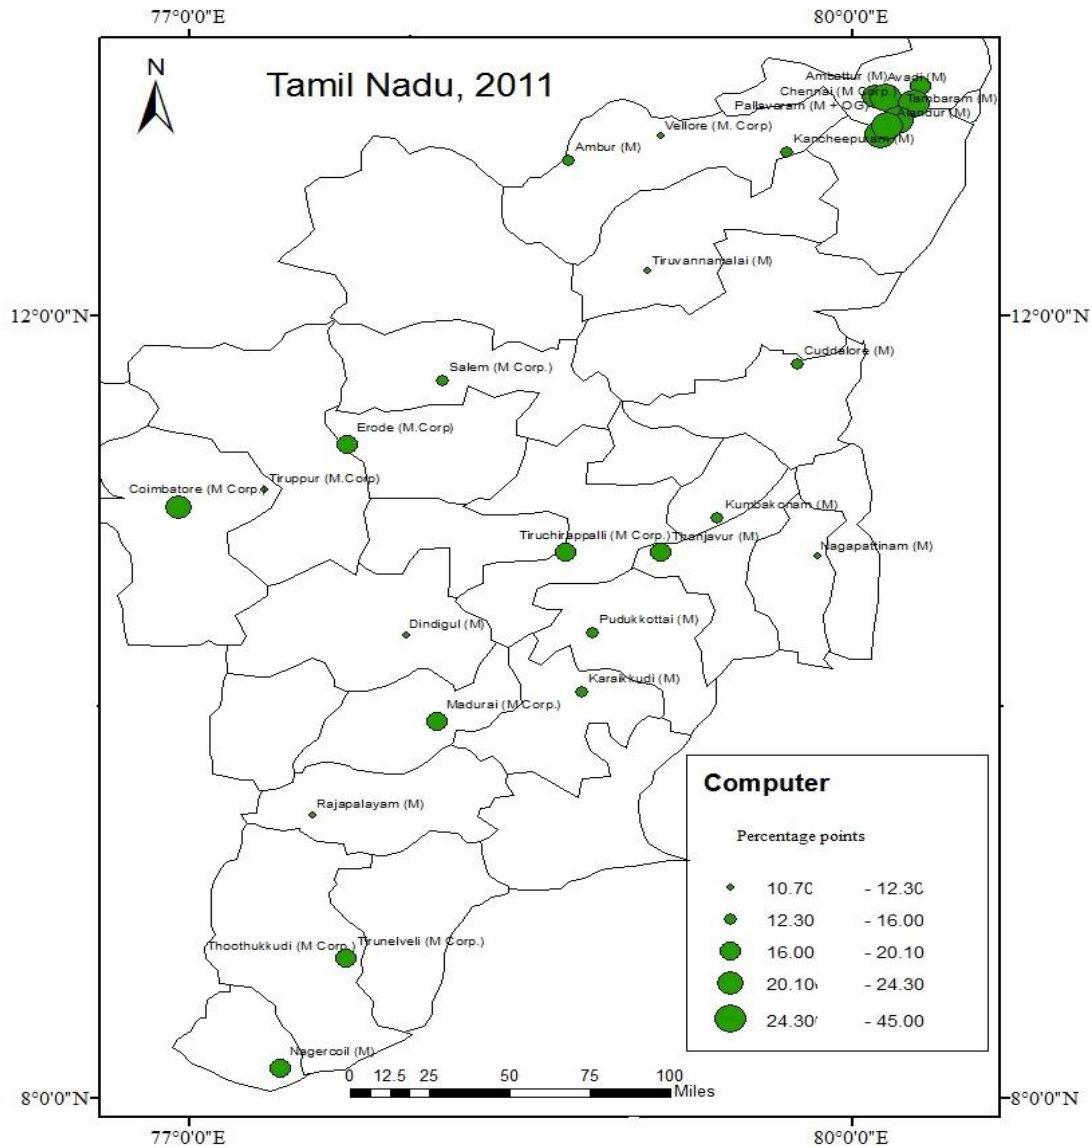 77°0'0"E 80°0'0"E
N
Tamil Nadu, 2011
Ambattur (M) Avadi (M)
Chennai (M Corp.)
Tambaram (M)
Pallavaram (M + OG)
Alandur (M)
Vellore (M. Corp)
Kancheepuram (M)
Ambur (M)
Tiruvannamalai (M)
12°0'0"N 12°0'0"N
Cuddalore (M)
Salem (M Corp.)
Erode (M.Corp)
Tiruppur (M.Corp)
Coimbatore (M Corp.)
Kumbakonam (M)
Tiruchirappalli (M Corp.) Thanjavur (M)
Nagapattinam (M)
Dindigul (M)
Pudukkottai (M)
Karaikkudi (M)
Madurai (M Corp.)
Rajapalayam (M)
Computer
Percentage points
10.70 - 12.30
12.30 - 16.00
16.00 - 20.10
20.10 - 24.30
24.30 - 45.00
Thoothukkudi (M Corp.) Tirunelveli (M Corp.)
Nagercoil (M)
0 12.5 25 50 75 100
Miles
8°0'0"N 8°0'0"N
77°0'0"E 80°0'0"E